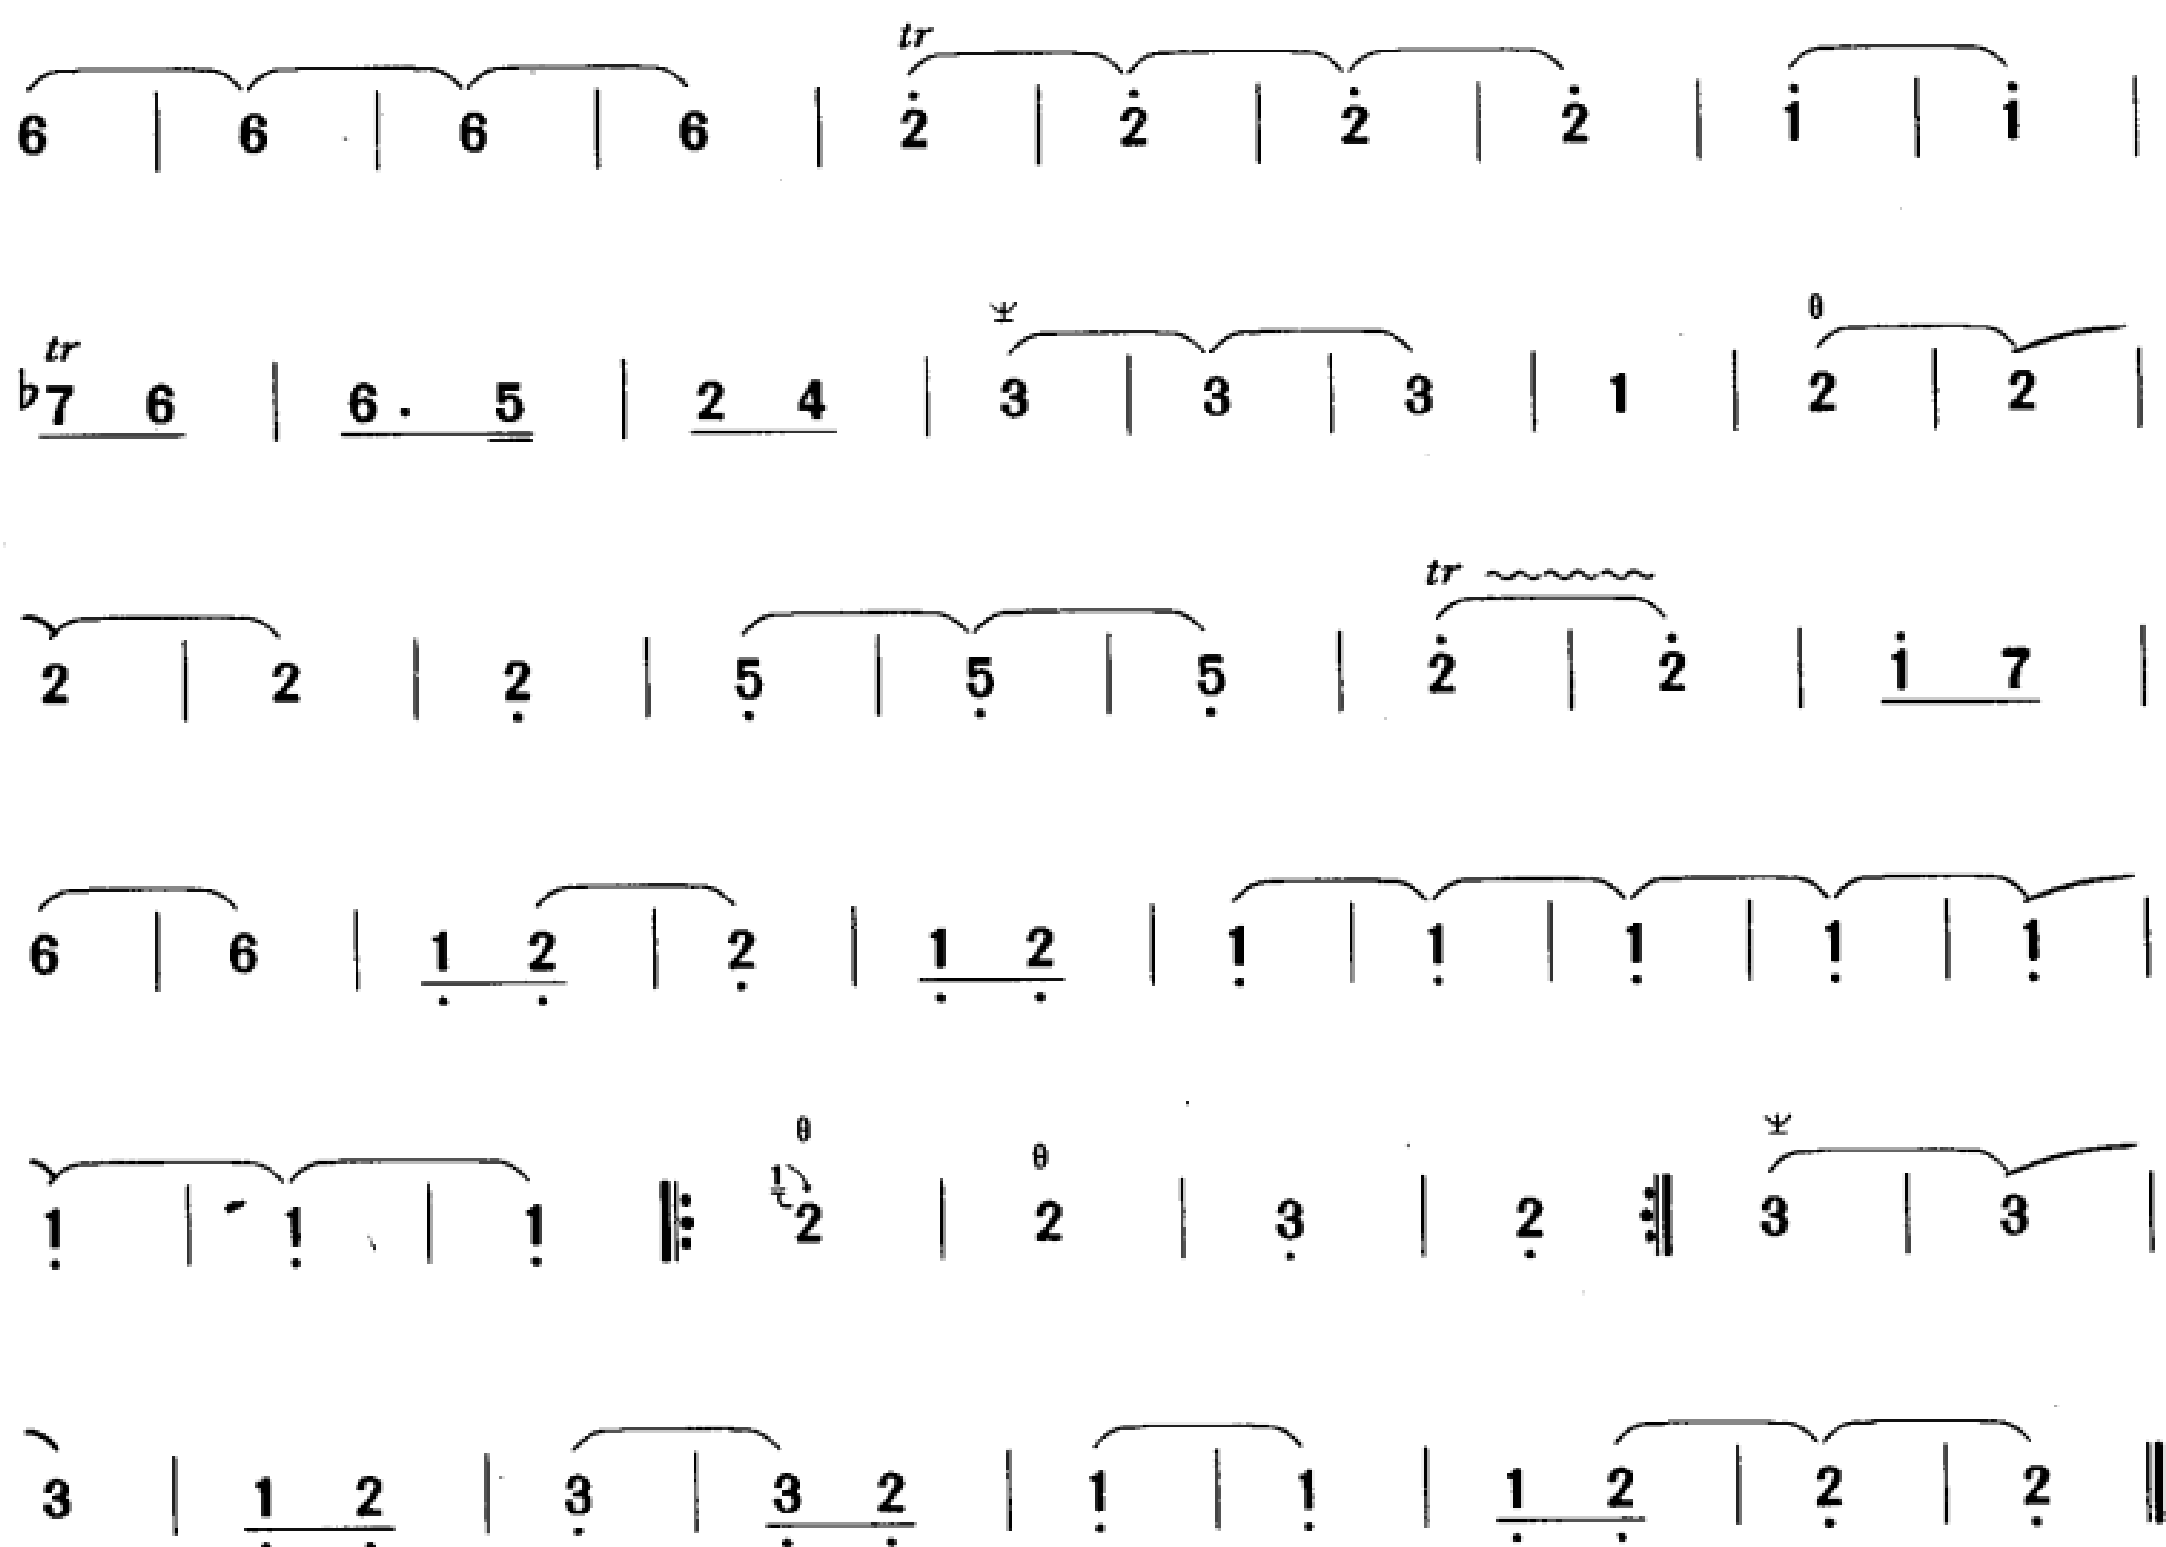 tr
6 | 6 | 6 | 6 | 2̇ | 2̇ | 2̇ | 2̇ | 1̇ | 1̇ |
tr
♭7 6 | 6. 5 | 2 4 | 3 | 3 | 3 | 1 | 2 | 2 |
θ
tr
2 | 2 | 2̣ | 5̣ | 5̣ | 5̣ | 2̇ | 2̇ | 1̇ 7 |
6 | 6 | 1̣ 2̣ | 2̣ | 1̣ 2̣ | 1̣ | 1̣ | 1̣ | 1̣ | 1̣ |
θ θ
1̣ | 1̣ | 1̣ ‖: 1 2 | 2 | 3̣ | 2̣ :‖ 3 | 3 |
3 | 1̣ 2̣ | 3̣ | 3̣ 2̣ | 1̣ | 1̣ | 1̣ 2̣ | 2̣ | 2̣ ‖